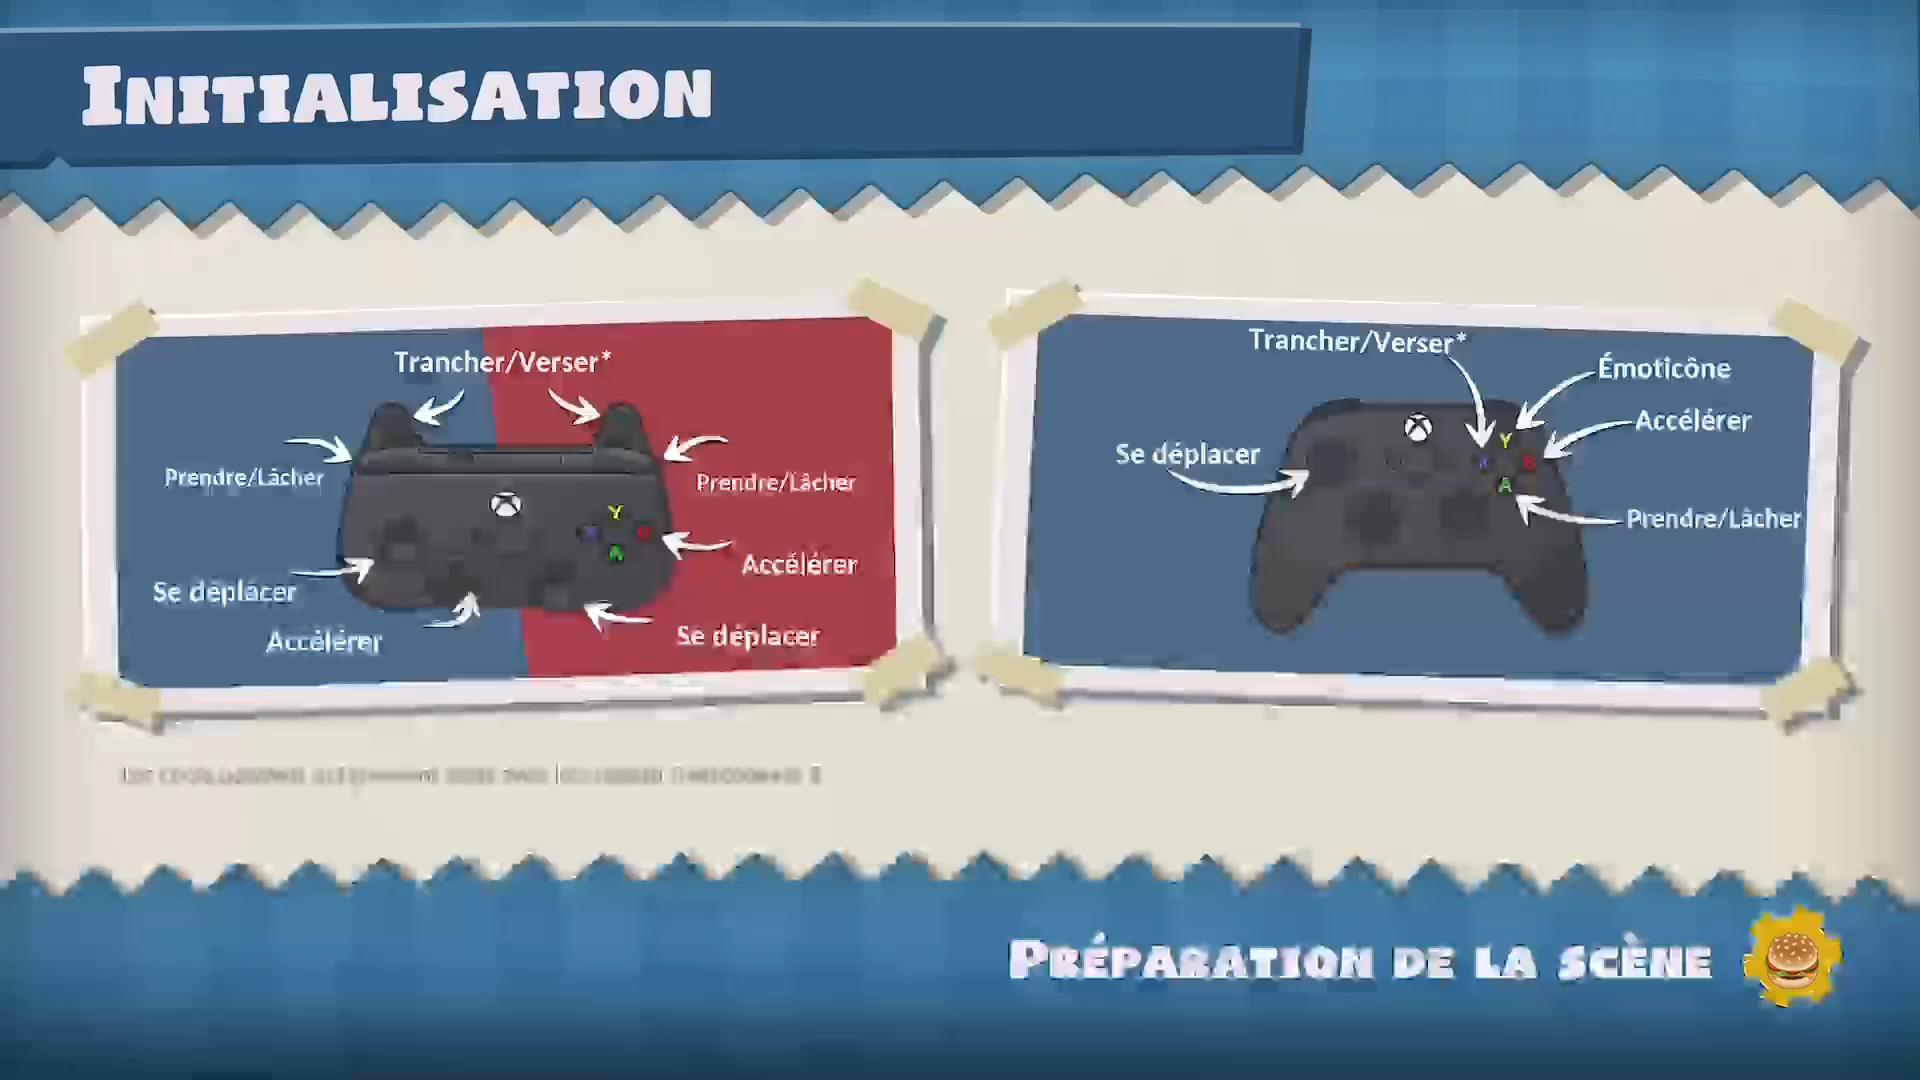 INITIALISATION
Trancher/Verser*
Prendre/Lâcher
Prendre/Lâcher
Y
A
Accélérer
Se déplacer
Accélérer
Se déplacer
Trancher/Verser*
Émoticône
Accélérer
Se déplacer
Y
X
B
A
Prendre/Lâcher
PRÉPARATION DE LA SCÈNE